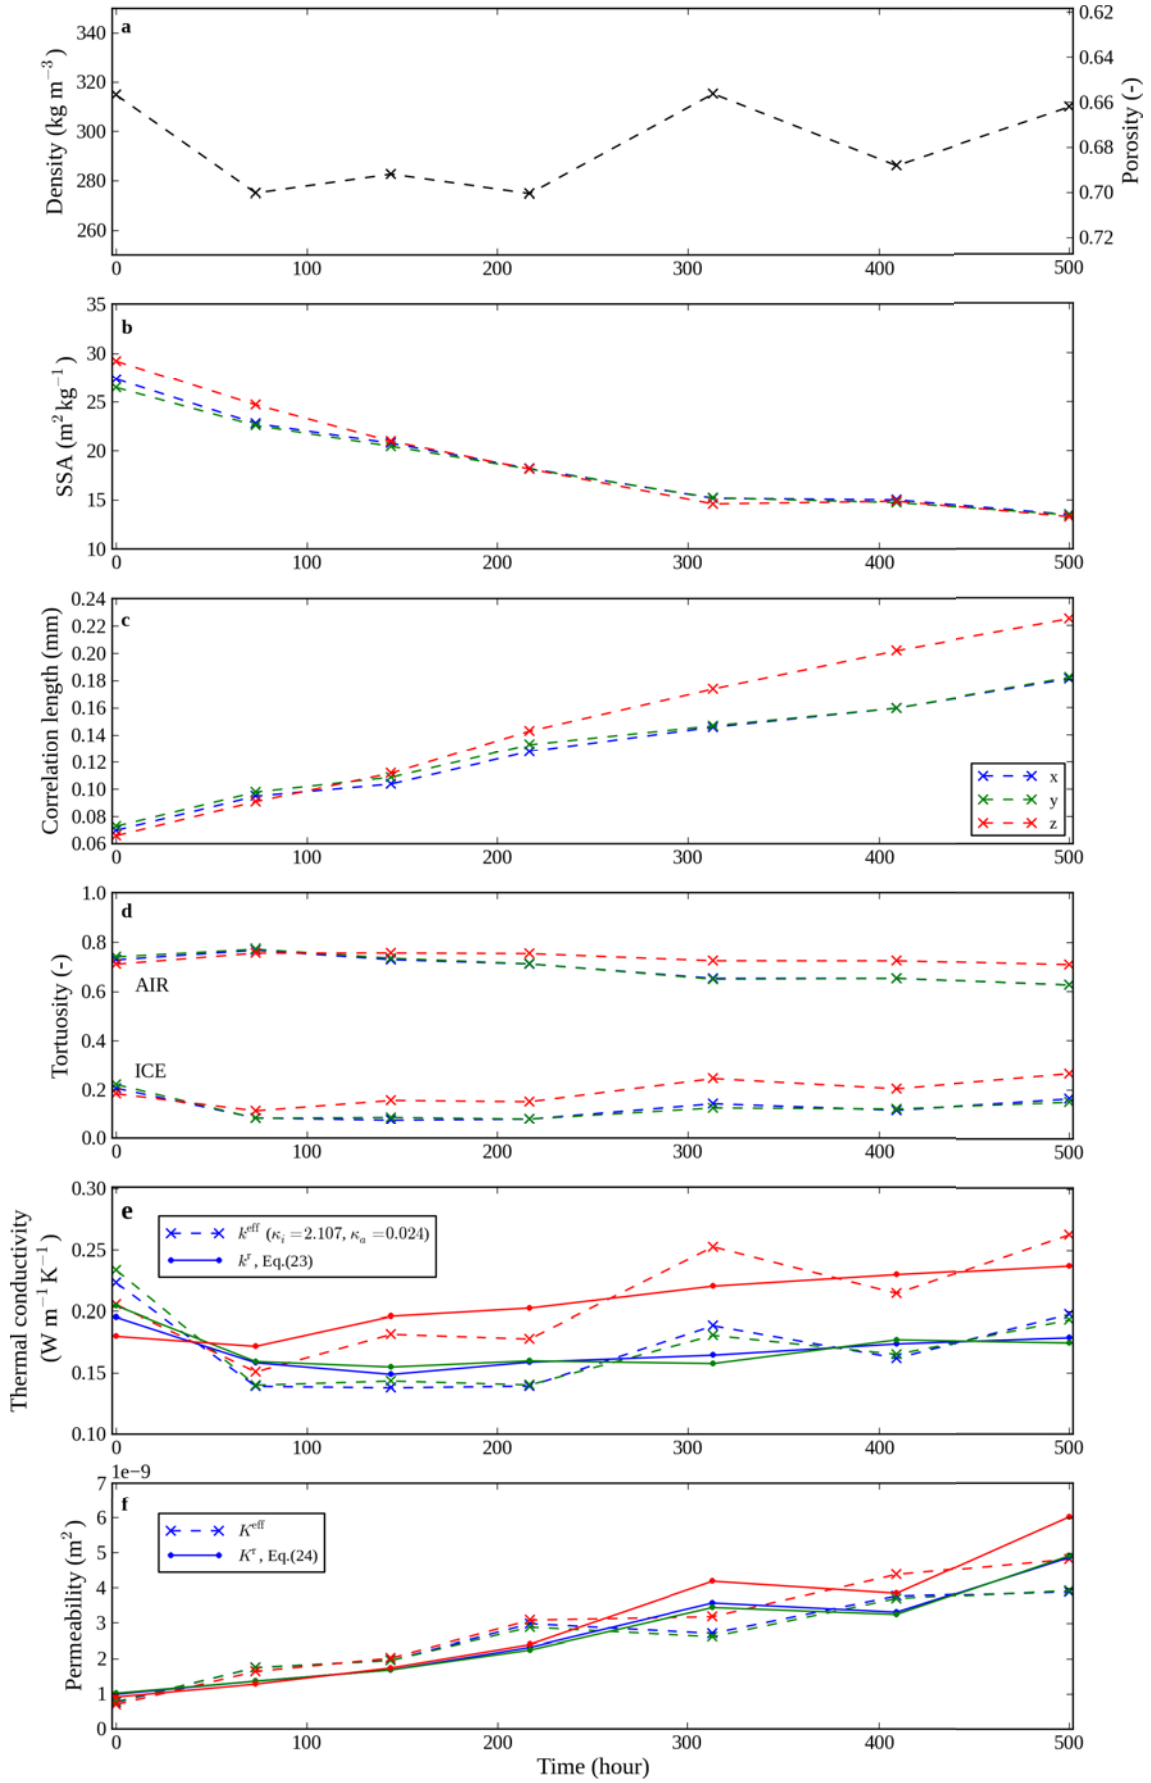 a
340
320
300
280
260
Density (kg m−3)
0.62
0.64
0.66
0.68
0.70
0.72
Porosity (-)
0 100 200 300 400 500
b
35
30
25
20
15
10
SSA (m2 kg−1)
0 100 200 300 400 500
c
0.24
0.22
0.20
0.18
0.16
0.14
0.12
0.10
0.08
0.06
Correlation length (mm)
x
y
z
0 100 200 300 400 500
d
1.0
0.8
0.6
0.4
0.2
0.0
Tortuosity (-)
AIR
ICE
0 100 200 300 400 500
e
0.30
0.25
0.20
0.15
0.10
Thermal conductivity
(W m−1 K−1)
keff (κi =2.107, κa =0.024)
kr , Eq.(23)
0 100 200 300 400 500
1e−9
f
7
6
5
4
3
2
1
0
Permeability (m2)
Keff
Kr , Eq.(24)
0 100 200 300 400 500
Time (hour)